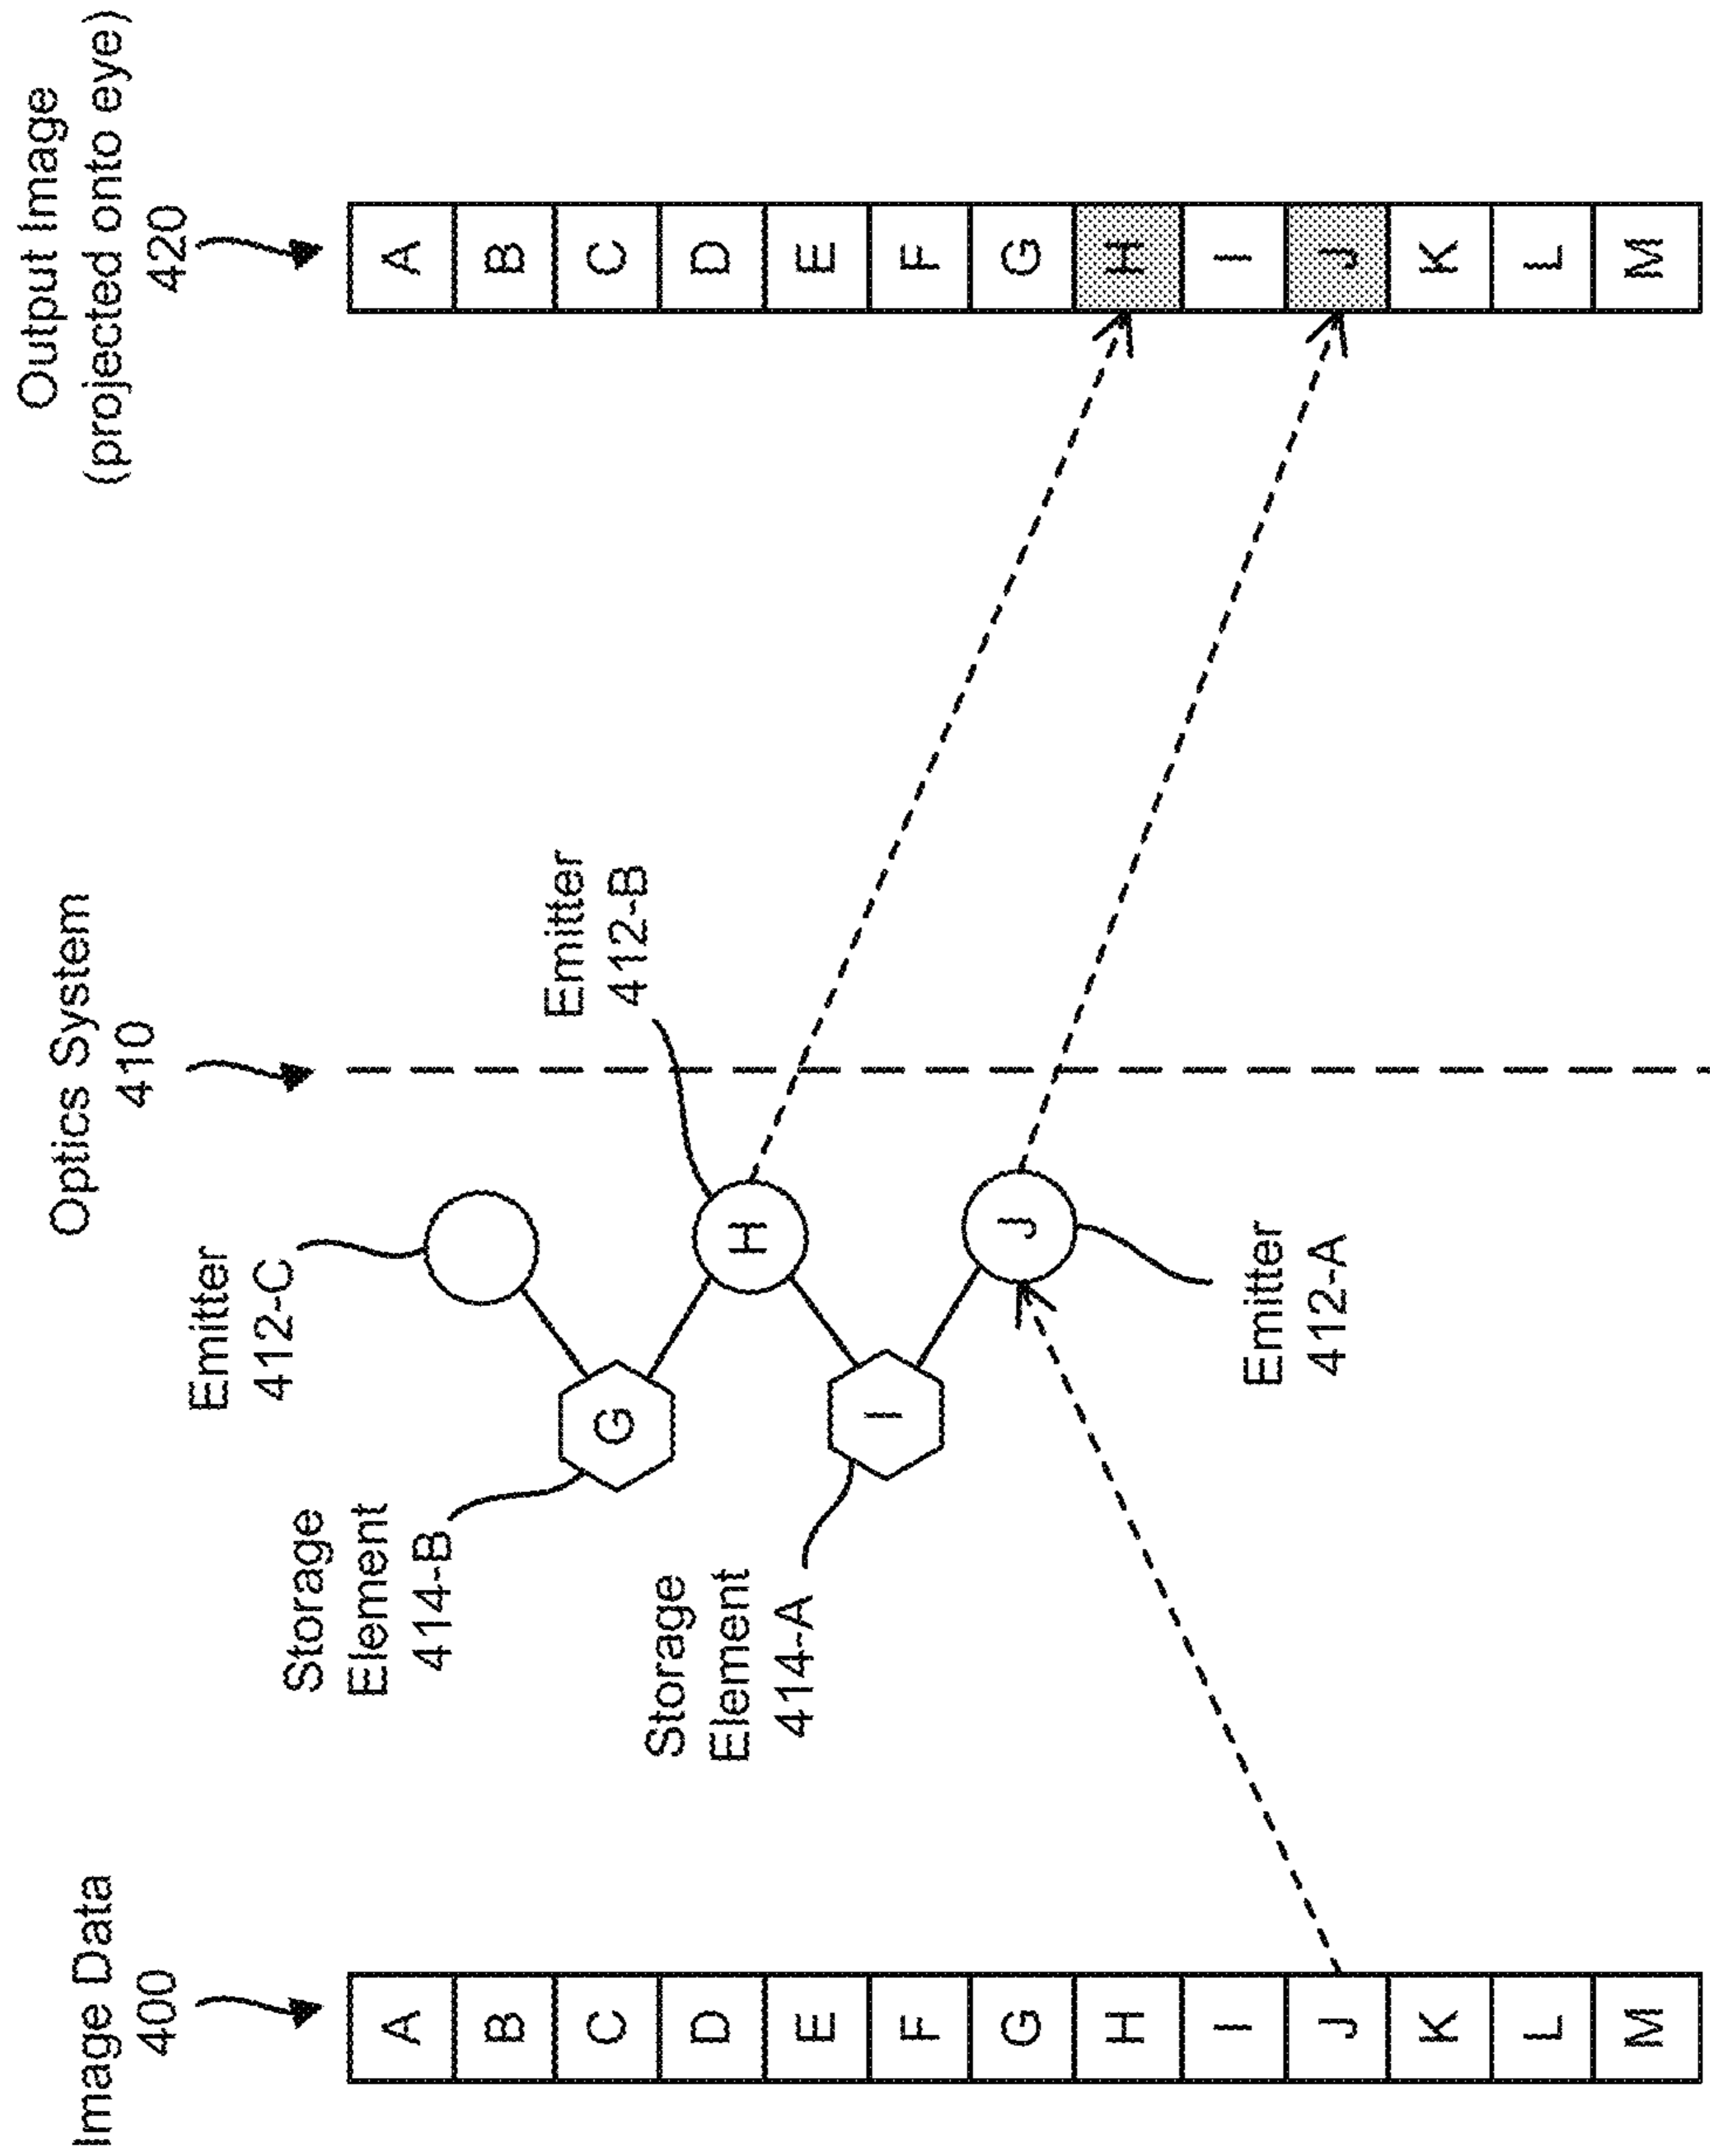 Image Data
400
A
B
C
D
E
F
G
H
I
J
K
L
M
Optics System
410
Emitter
412-C
Storage
Element
414-B
G
Emitter
412-B
H
Storage
Element
414-A
I
J
Emitter
412-A
Output Image
(projected onto eye)
420
A
B
C
D
E
F
G
H
I
J
K
L
M